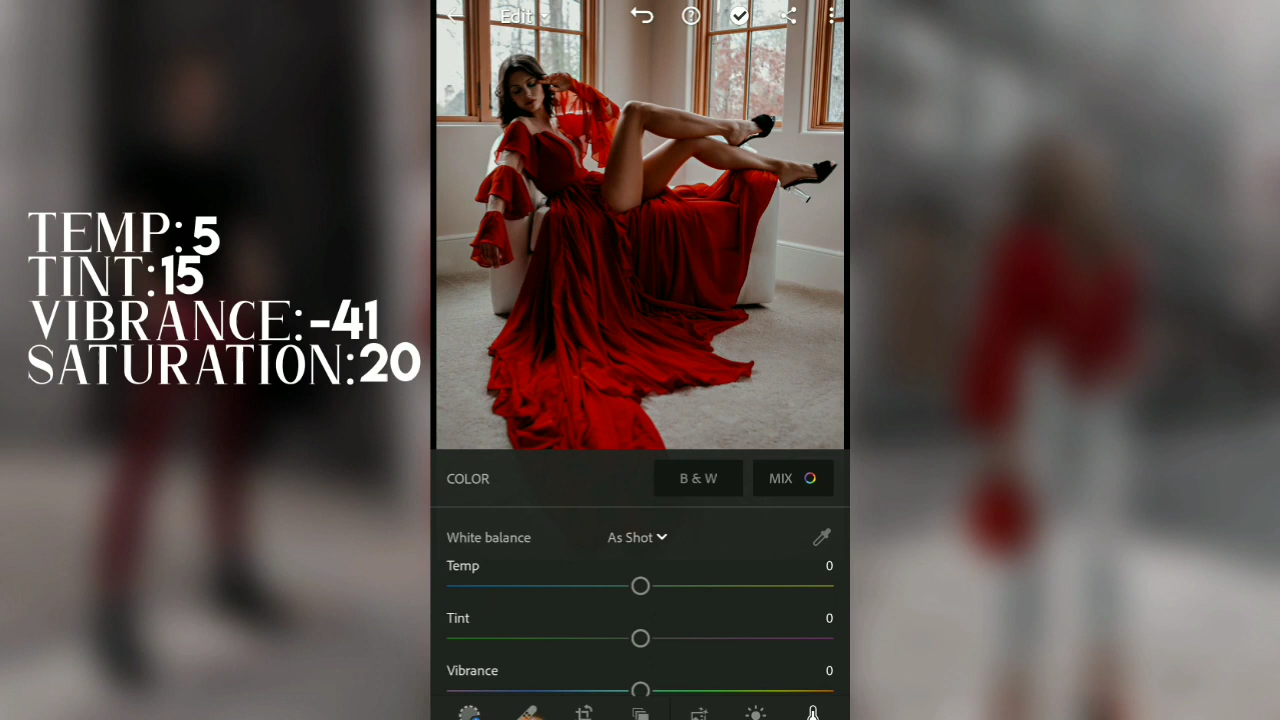 Edit
TEMP: 5
TINT: 15
VIBRANCE: -41
SATURATION: 20
COLOR
B & W
MIX
White balance
As Shot
Temp
0
Tint
0
Vibrance
0